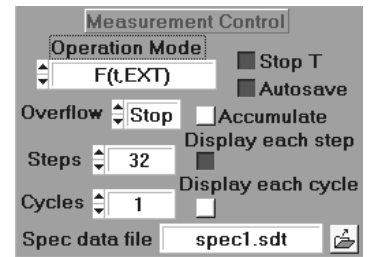 Measurement Control
Operation Mode
F(t,EXT)
Stop T
Autosave
Overflow Stop Accumulate
Display each step
Steps 32
Display each cycle
Cycles 1
Spec data file spec1.sdt